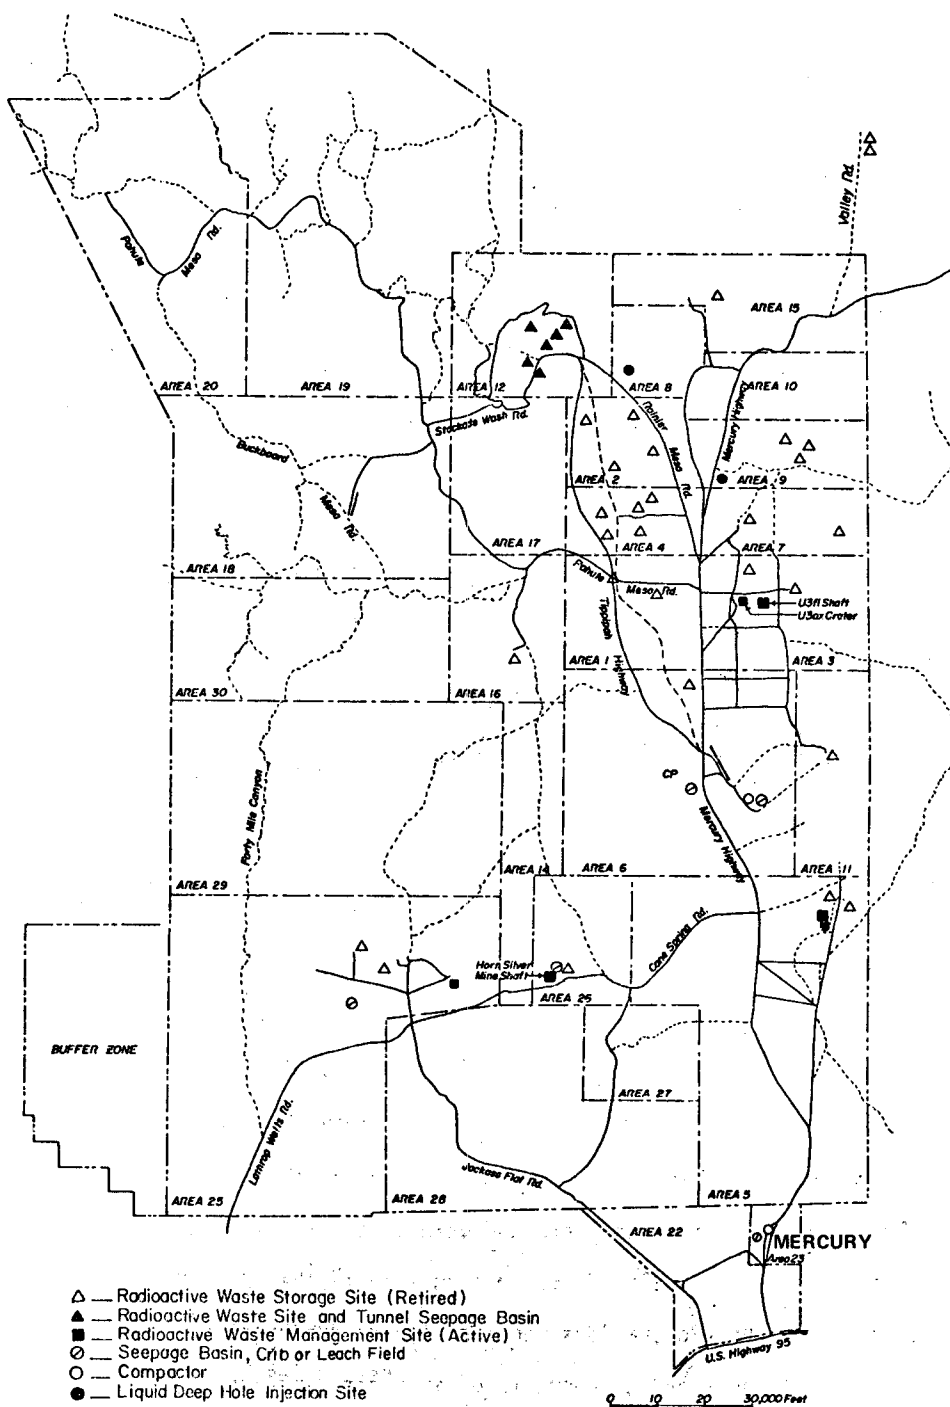 Valley Rd.
Pahute
Mesa Rd.
AREA 15
AREA 20
AREA 19
AREA 12
AREA 8
AREA 10
Stockade Wash Rd.
Rainier
Mesa Rd.
Mercury Highway
Buckboard
Mesa Rd.
AREA 2
AREA 9
AREA 17
AREA 4
AREA 7
AREA 18
Pahute
Mesa Rd.
U3fi Shaft
U3ax Crater
Tippipah
Highway
AREA 1
AREA 3
AREA 30
AREA 16
CP
Forty Mile Canyon
Mercury Highway
AREA 14
AREA 6
AREA 11
AREA 29
Cane Spring Rd.
Horn Silver
Mine Shaft
AREA 25
BUFFER ZONE
AREA 27
Lathrop Wells Rd.
Jackass Flat Rd.
AREA 25
AREA 26
AREA 5
AREA 22
MERCURY
Area 23
U.S. Highway 95
Radioactive Waste Storage Site (Retired)
Radioactive Waste Site and Tunnel Seepage Basin
Radioactive Waste Management Site (Active)
Seepage Basin, Crib or Leach Field
Compactor
Liquid Deep Hole Injection Site
0 10 20 30,000 Feet